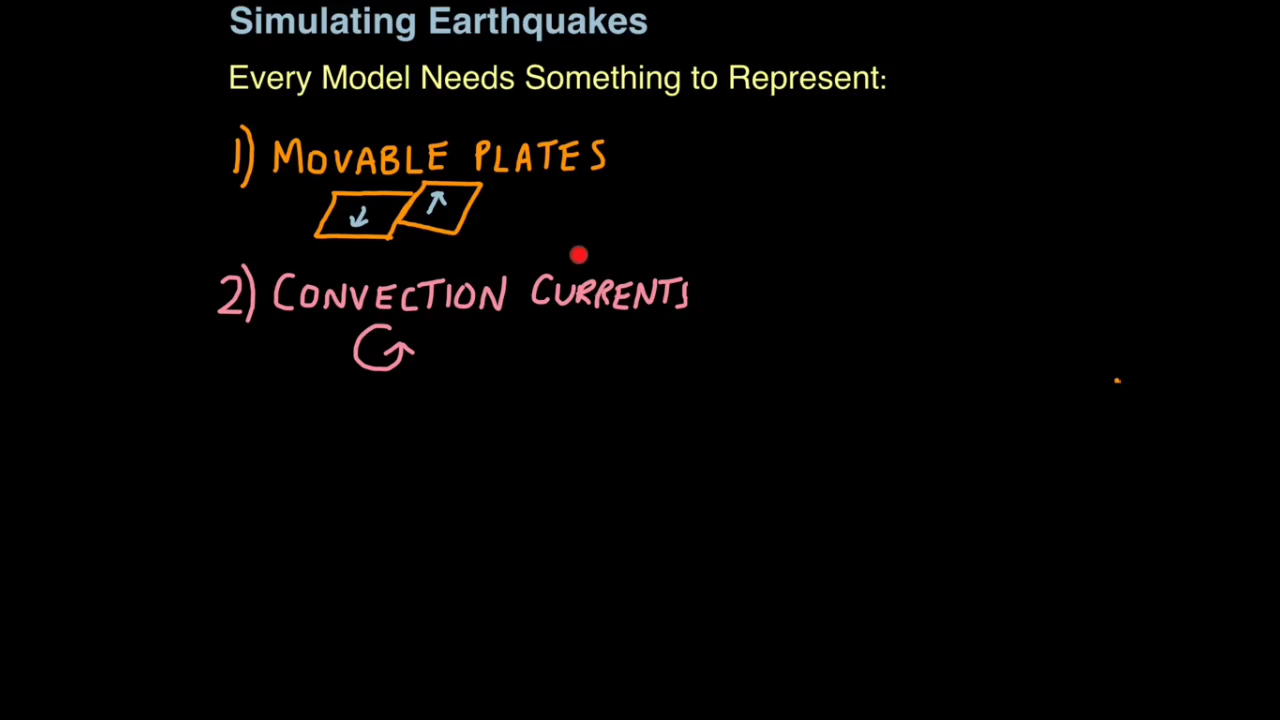 Simulating Earthquakes
Every Model Needs Something to Represent:
1) MOVABLE PLATES
2) CONVECTION CURRENTS